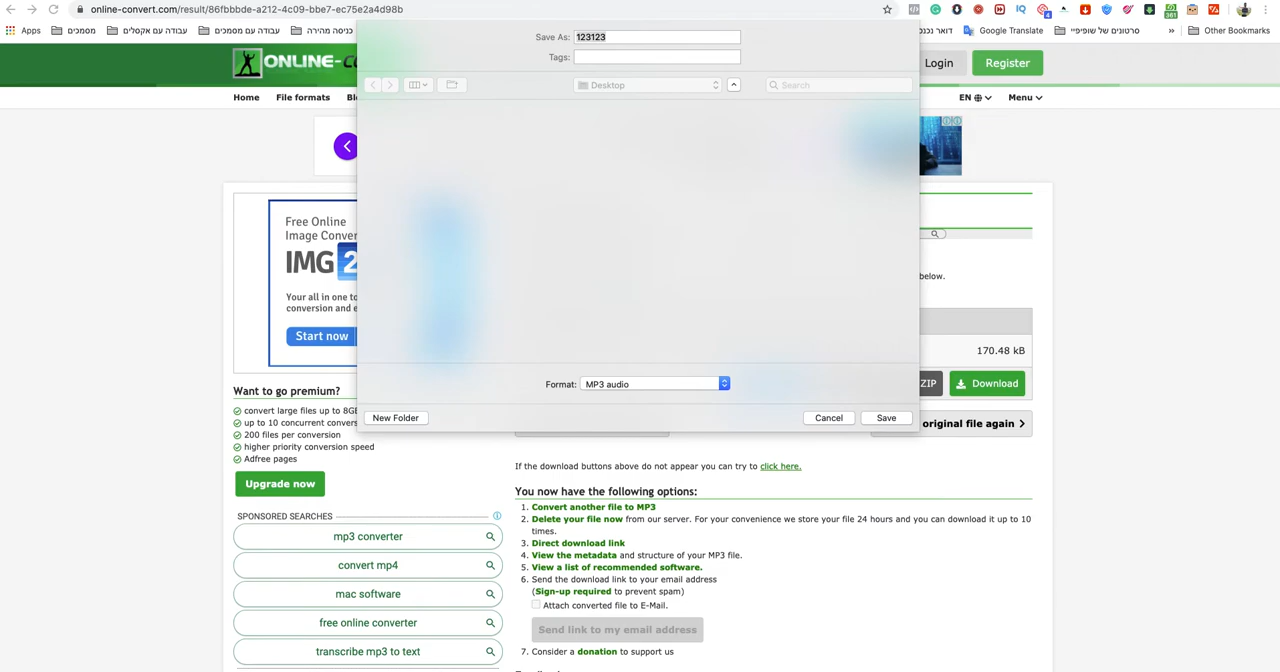 online-convert.com/result/86fbbbde-a212-4c09-bbe7-ec75e2a4d98b
Apps
מסמכים
עבודה עם מסמכים
עבודה עם אקסלים
כניסה מהירה
דואר נכנס
Google Translate
סרטונים של שופיפיי
»
Other Bookmarks
361
4
ONLINE-
Login
Register
Home
File formats
EN
Menu
Save As: 123123
Tags:
Desktop
Search
Free Online
Image Conver
IMG 2
Your all in one to
conversion and e
Start now
below.
170.48 kB
ZIP
Download
Format: MP3 audio
New Folder
Cancel
Save
original file again
Want to go premium?
convert large files up to 8GB
up to 10 concurrent convers
200 files per conversion
higher priority conversion speed
Adfree pages
Upgrade now
SPONSORED SEARCHES
mp3 converter
convert mp4
mac software
free online converter
transcribe mp3 to text
If the download buttons above do not appear you can try to click here.
You now have the following options:
1. Convert another file to MP3
2. Delete your file now from our server. For your convenience we store your file 24 hours and you can download it up to 10
times.
3. Direct download link
4. View the metadata and structure of your MP3 file.
5. View a list of recommended software.
6. Send the download link to your email address
(Sign-up required to prevent spam)
Attach converted file to E-Mail.
Send link to my email address
7. Consider a donation to support us